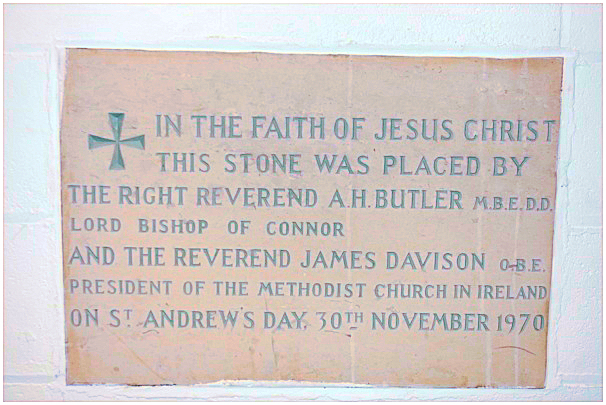 IN THE FAITH OF JESUS CHRIST
THIS STONE WAS PLACED BY
THE RIGHT REVEREND A.H. BUTLER M.B.E. D.D.
LORD BISHOP OF CONNOR
AND THE REVEREND JAMES DAVISON O.B.E.
PRESIDENT OF THE METHODIST CHURCH IN IRELAND
ON ST ANDREW'S DAY, 30TH NOVEMBER 1970